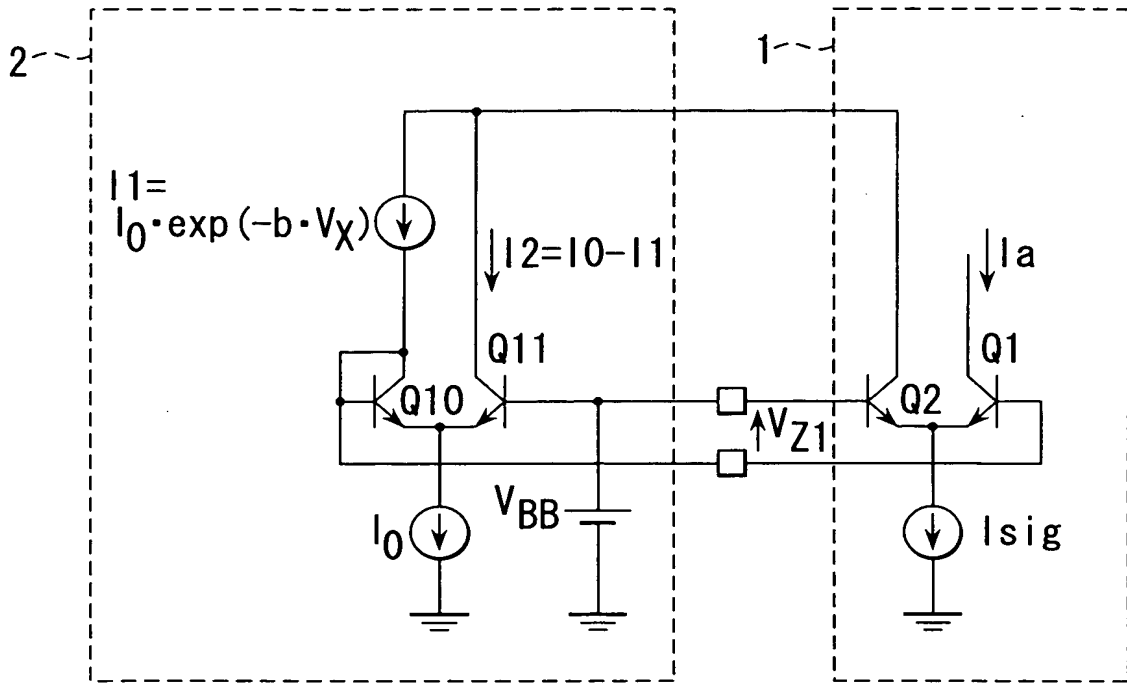 2
1
I1=
I0·exp(-b·VX)
I2=I0-I1
Ia
Q11
Q1
Q10
Q2
VZ1
VBB
I0
Isig